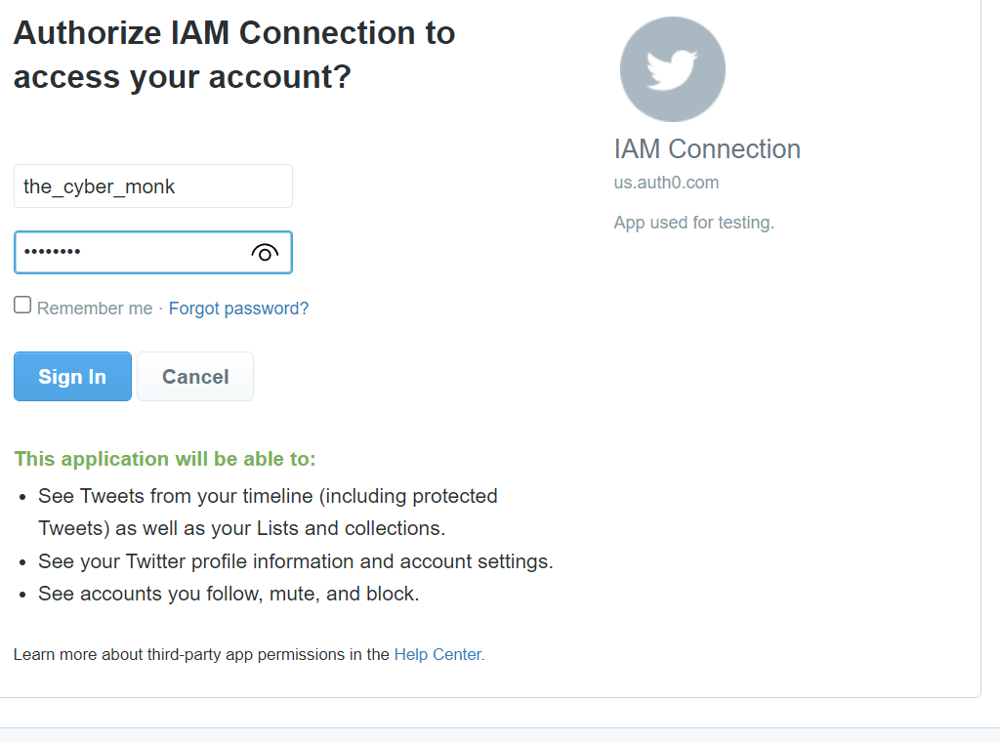 Authorize IAM Connection to
access your account?
the_cyber_monk
••••••••
Remember me · Forgot password?
Sign In
Cancel
This application will be able to:
• See Tweets from your timeline (including protected
Tweets) as well as your Lists and collections.
• See your Twitter profile information and account settings.
• See accounts you follow, mute, and block.
Learn more about third-party app permissions in the Help Center.
IAM Connection
us.auth0.com
App used for testing.